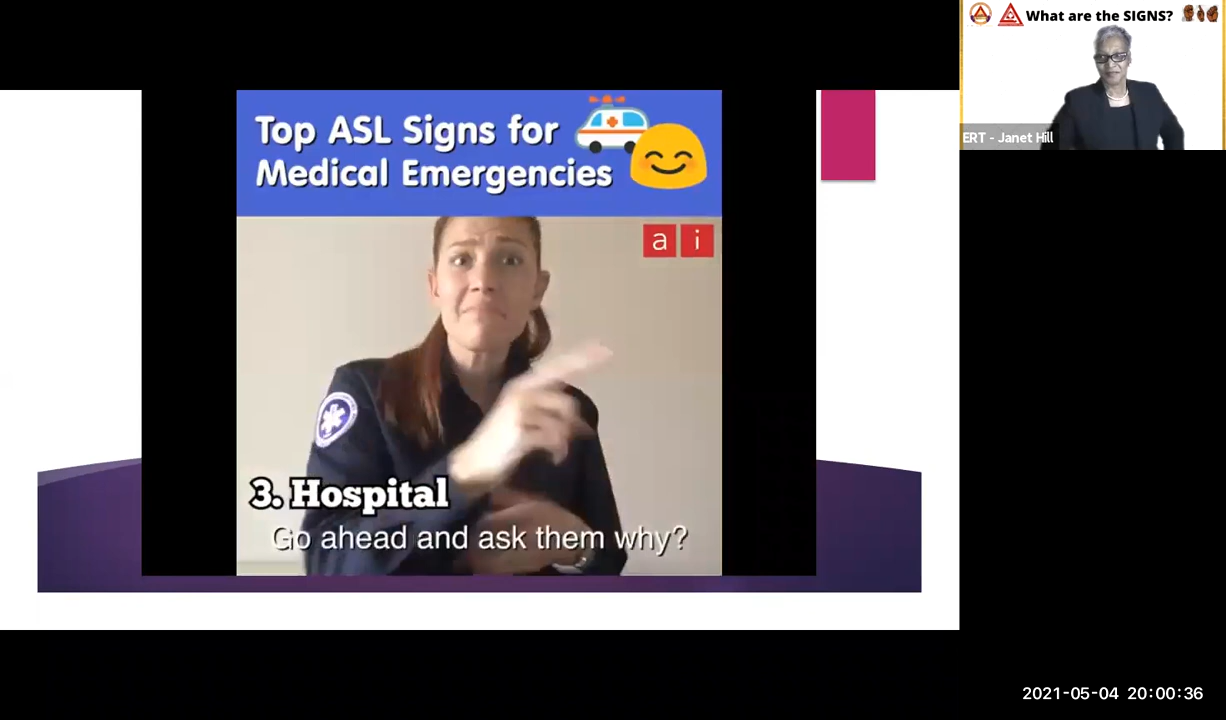 What are the SIGNS?
ERT - Janet Hill
Top ASL Signs for
Medical Emergencies
a i
3. Hospital
Go ahead and ask them why?
2021-05-04 20:00:36